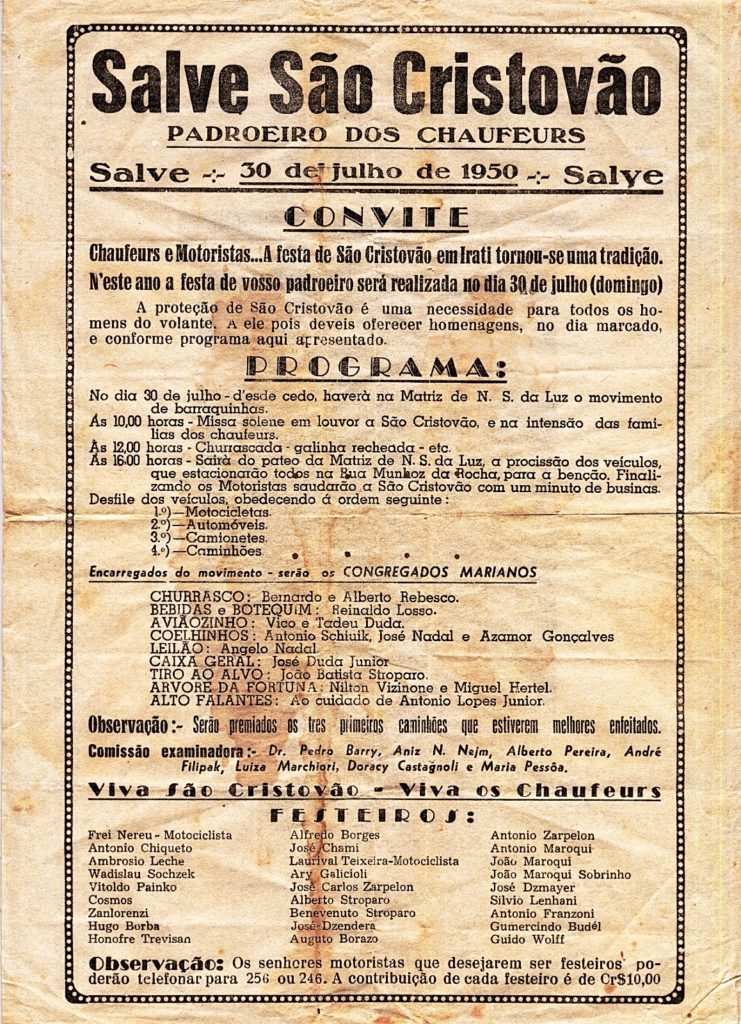 Salve São Cristovão
PADROEIRO DOS CHAUFEURS
Salve -:- 30 de julho de 1950 -:- Salve
CONVITE
Chaufeurs e Motoristas...A festa de São Cristovão em Irati tornou-se uma tradição.
N'este ano a festa de vosso padroeiro será realizada no dia 30 de julho (domingo)
A proteção de São Cristovão é uma necessidade para todos os ho-
mens do volante. A ele pois deveis oferecer homenagens, no dia marcado,
e conforme programa aqui apresentado.
PROGRAMA:
No dia 30 de julho - d'esde cedo, haverá na Matriz de N. S. da Luz o movimento
de barraquinhas.
Ás 10,00 horas - Missa solene em louvor a São Cristovão, e na intensão das fami-
lias dos chaufeurs.
Às 12,00 horas - Churrascada - galinha recheada - etc.
Ás 16,00 horas - Sairá do pateo da Matriz de N. S. da Luz, a procissão dos veículos,
que estacionarão todos na Rua Munhoz da Rocha, para a benção. Finali-
zando os Motoristas saudarão a São Cristovão com um minuto de businas.
Desfile dos veículos, obedecendo á ordem seguinte:
1.º)—Motocicletas.
2.º)—Automóveis.
3.º)—Camionetes.
4.º)—Caminhões
Encarregados do movimento - serão os CONGREGADOS MARIANOS
CHURRASCO: Bernardo e Alberto Rebesco.
BEBIDAS e BOTEQUIM: Reinaldo Losso.
AVIÃOZINHO: Vico e Tadeu Duda.
COELHINHOS: Antonio Schiuik, José Nadal e Azamor Gonçalves
LEILÃO: Angelo Nadal.
CAIXA GERAL: José Duda Junior
TIRO AO ALVO: João Batista Stroparo.
ARVORE DA FORTUNA: Nilton Vizinone e Miguel Hertel.
ALTO FALANTES: Ao cuidado de Antonio Lopes Junior.
Observação:- Serão premiados os tres primeiros caminhões que estiverem melhores enfeitados.
Comissão examinadora:- Dr. Pedro Barry, Aniz N. Nejm, Alberto Pereira, André
Filipak, Luiza Marchiori, Doracy Castagnoli e Maria Pessôa.
Viva São Cristovão - Viva os Chaufeurs
FESTEIROS:
Frei Nereu - Motociclista
Antonio Chiqueto
Ambrosio Leche
Wadislau Sochzek
Vitoldo Painko
Cosmos
Zanlorenzi
Hugo Borba
Honofre Trevisan
Alfredo Borges
José Chami
Laurival Teixeira-Motociclista
Ary Galicioli
José Carlos Zarpelon
Alberto Stroparo
Benevenuto Stroparo
José Dzendera
Auguto Borazo
Antonio Zarpelon
Antonio Maroqui
João Maroqui
João Maroqui Sobrinho
José Dzmayer
Silvio Lenhani
Antonio Franzoni
Gumercindo Budél
Guido Wolff
Observação: Os senhores motoristas que desejarem ser festeiros po-
derão telefonar para 256 ou 246. A contribuição de cada festeiro é de Cr$10,00